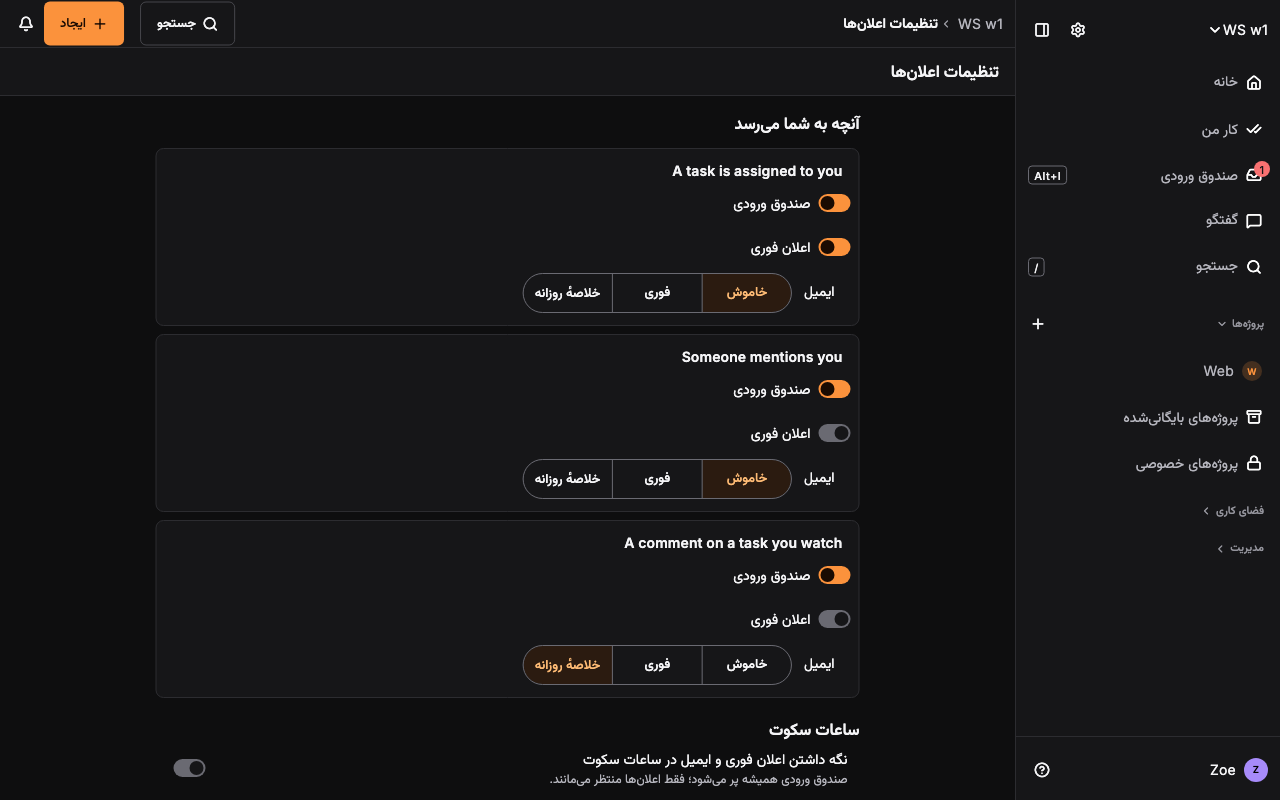 WS w1
خانه
کار من
صندوق ورودی 1 Alt+I
گفتگو
جستجو /
پروژه‌ها
W Web
پروژه‌های بایگانی‌شده
پروژه‌های خصوصی
فضای کاری
مدیریت
Z Zoe
WS w1 › تنظیمات اعلان‌ها
جستجو
ایجاد
تنظیمات اعلان‌ها
آنچه به شما می‌رسد
A task is assigned to you
صندوق ورودی
اعلان فوری
ایمیل خاموش فوری خلاصهٔ روزانه
Someone mentions you
صندوق ورودی
اعلان فوری
ایمیل خاموش فوری خلاصهٔ روزانه
A comment on a task you watch
صندوق ورودی
اعلان فوری
ایمیل خاموش فوری خلاصهٔ روزانه
ساعات سکوت
نگه داشتن اعلان فوری و ایمیل در ساعات سکوت
صندوق ورودی همیشه پر می‌شود؛ فقط اعلان‌ها منتظر می‌مانند.